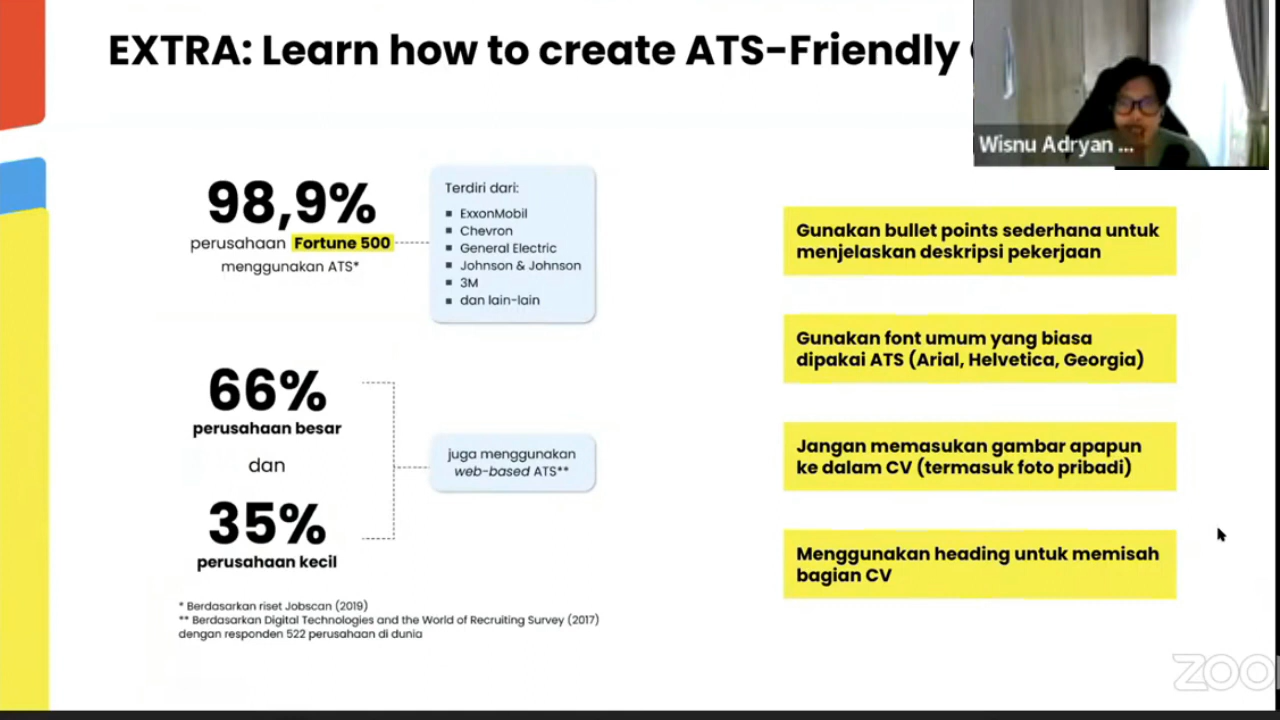 EXTRA: Learn how to create ATS-Friendly
Wisnu Adryan ...
98,9%
perusahaan Fortune 500
menggunakan ATS*
Terdiri dari:
▪ ExxonMobil
▪ Chevron
▪ General Electric
▪ Johnson & Johnson
▪ 3M
▪ dan lain-lain
66%
perusahaan besar
dan
35%
perusahaan kecil
juga menggunakan
web-based ATS**
* Berdasarkan riset Jobscan (2019)
** Berdasarkan Digital Technologies and the World of Recruiting Survey (2017)
dengan responden 522 perusahaan di dunia
Gunakan bullet points sederhana untuk
menjelaskan deskripsi pekerjaan
Gunakan font umum yang biasa
dipakai ATS (Arial, Helvetica, Georgia)
Jangan memasukan gambar apapun
ke dalam CV (termasuk foto pribadi)
Menggunakan heading untuk memisah
bagian CV